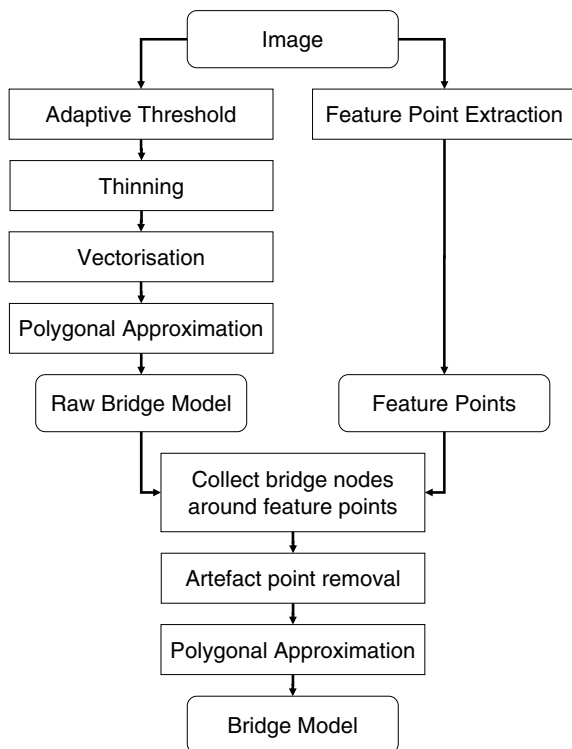 Image
Adaptive Threshold
Feature Point Extraction
Thinning
Vectorisation
Polygonal Approximation
Raw Bridge Model
Feature Points
Collect bridge nodes
around feature points
Artefact point removal
Polygonal Approximation
Bridge Model